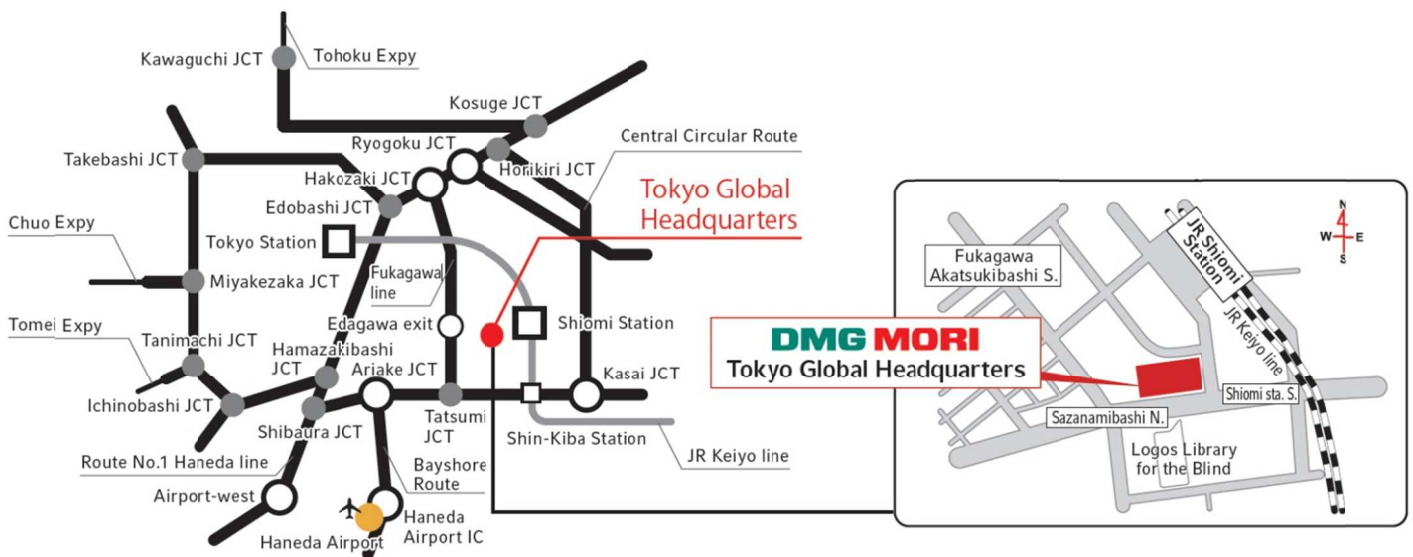 Kawaguchi JCT
Tohoku Expy
Kosuge JCT
Ryogoku JCT
Central Circular Route
Takebashi JCT
Horikiri JCT
Hakozaki JCT
Edobashi JCT
Tokyo Global
Headquarters
Chuo Expy
Tokyo Station
Fukagawa
line
Miyakezaka JCT
Tomei Expy
Edagawa exit
Shiomi Station
Tanimachi JCT
Hamazakibashi
JCT
Ariake JCT
Kasai JCT
Ichinobashi JCT
Shibaura JCT
Tatsumi
JCT
Shin-Kiba Station
JR Keiyo line
Route No.1 Haneda line
Bayshore
Route
Airport-west
Haneda
Airport IC
Haneda Airport
N
W E
S
JR Shiomi
Station
Fukagawa
Akatsukibashi S.
JR Keiyo line
DMG MORI
Tokyo Global Headquarters
Shiomi sta. S.
Sazanamibashi N.
Logos Library
for the Blind